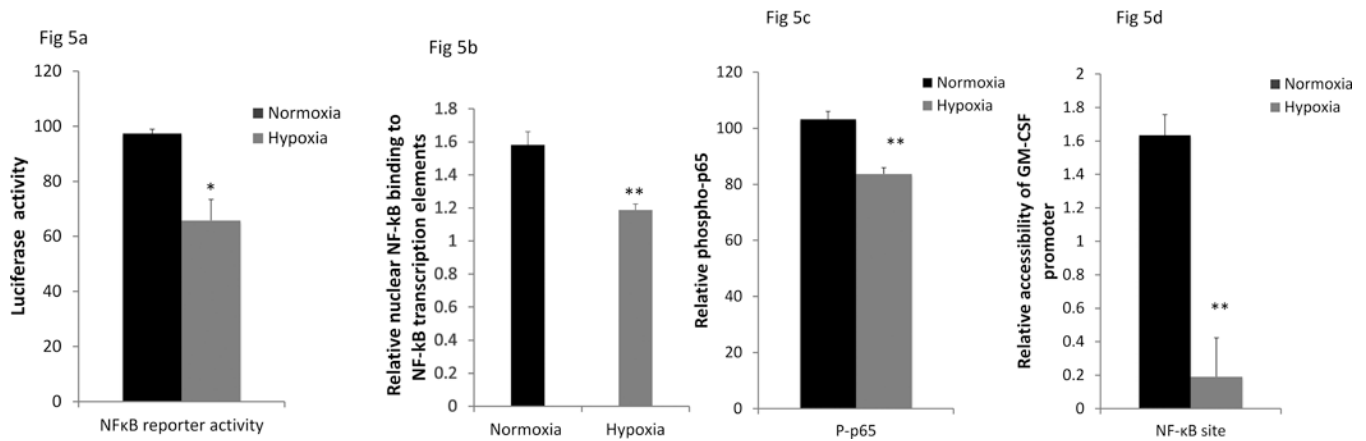 Fig 5a
Luciferase activity
120
100
80
60
40
20
0
Normoxia
Hypoxia
*
NFκB reporter activity
Fig 5b
Relative nuclear NF-kB binding to
NF-kB transcription elements
1.8
1.6
1.4
1.2
1
0.8
0.6
0.4
0.2
0
**
Normoxia
Hypoxia
Fig 5c
Relative phospho-p65
120
100
80
60
40
20
0
Normoxia
Hypoxia
**
P-p65
Fig 5d
Relative accessibility of GM-CSF
promoter
2
1.8
1.6
1.4
1.2
1
0.8
0.6
0.4
0.2
0
Normoxia
Hypoxia
**
NF-κB site